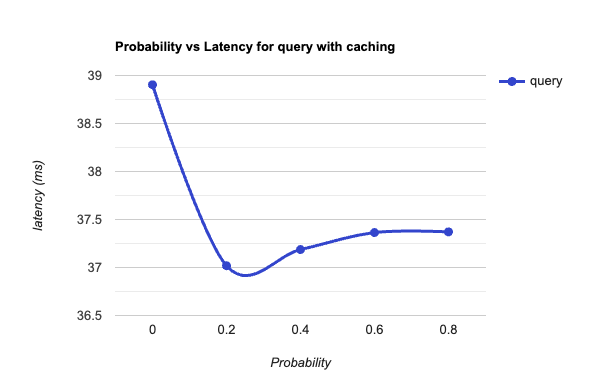 Probability vs Latency for query with caching
39
38.5
38
37.5
37
36.5
latency (ms)
0 0.2 0.4 0.6 0.8
Probability
query